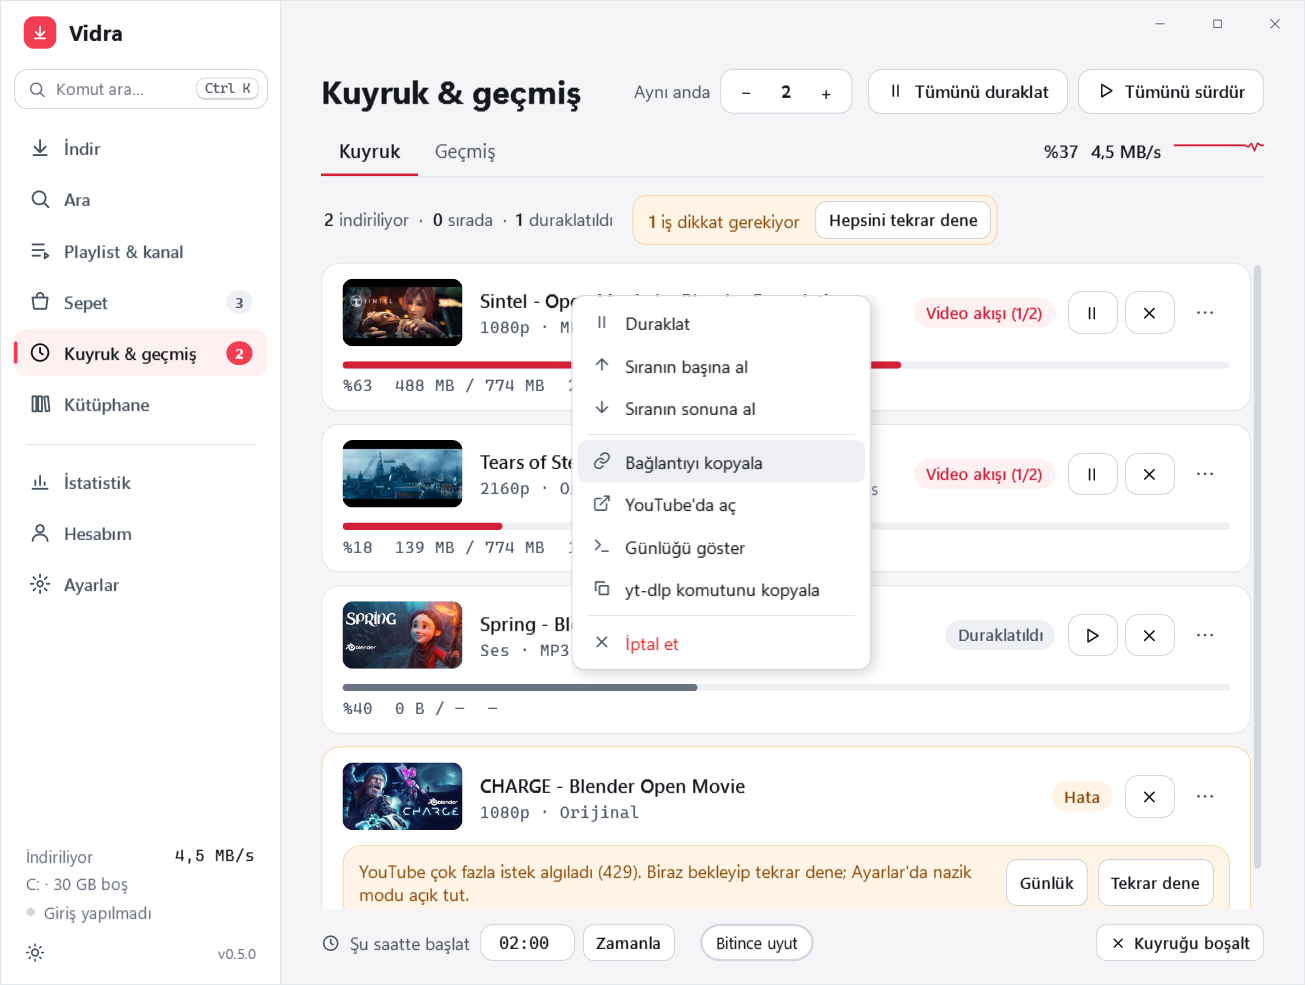 Vidra
Komut ara...
Ctrl K
İndir
Ara
Playlist & kanal
Sepet 3
Kuyruk & geçmiş 2
Kütüphane
İstatistik
Hesabım
Ayarlar
İndiriliyor 4,5 MB/s
C: · 30 GB boş
Giriş yapılmadı
v0.5.0
Kuyruk & geçmiş
Aynı anda − 2 +
Tümünü duraklat
Tümünü sürdür
Kuyruk Geçmiş
%37 4,5 MB/s
2 indiriliyor · 0 sırada · 1 duraklatıldı
1 iş dikkat gerekiyor Hepsini tekrar dene
SINTEL
Sintel - Ope
1080p ·
Video akışı (1/2)
%63 488 MB / 774 MB
Tears of Ste
2160p ·
Video akışı (1/2)
%18 139 MB / 774 MB
SPRING
blender
Spring - Bl
Ses · MP3
Duraklatıldı
%40 0 B / — —
Duraklat
Sıranın başına al
Sıranın sonuna al
Bağlantıyı kopyala
YouTube'da aç
Günlüğü göster
yt-dlp komutunu kopyala
İptal et
blender
CHARGE
CHARGE - Blender Open Movie
1080p · Orijinal
Hata
YouTube çok fazla istek algıladı (429). Biraz bekleyip tekrar dene; Ayarlar'da nazik
modu açık tut.
Günlük
Tekrar dene
Şu saatte başlat 02:00 Zamanla Bitince uyut
Kuyruğu boşalt